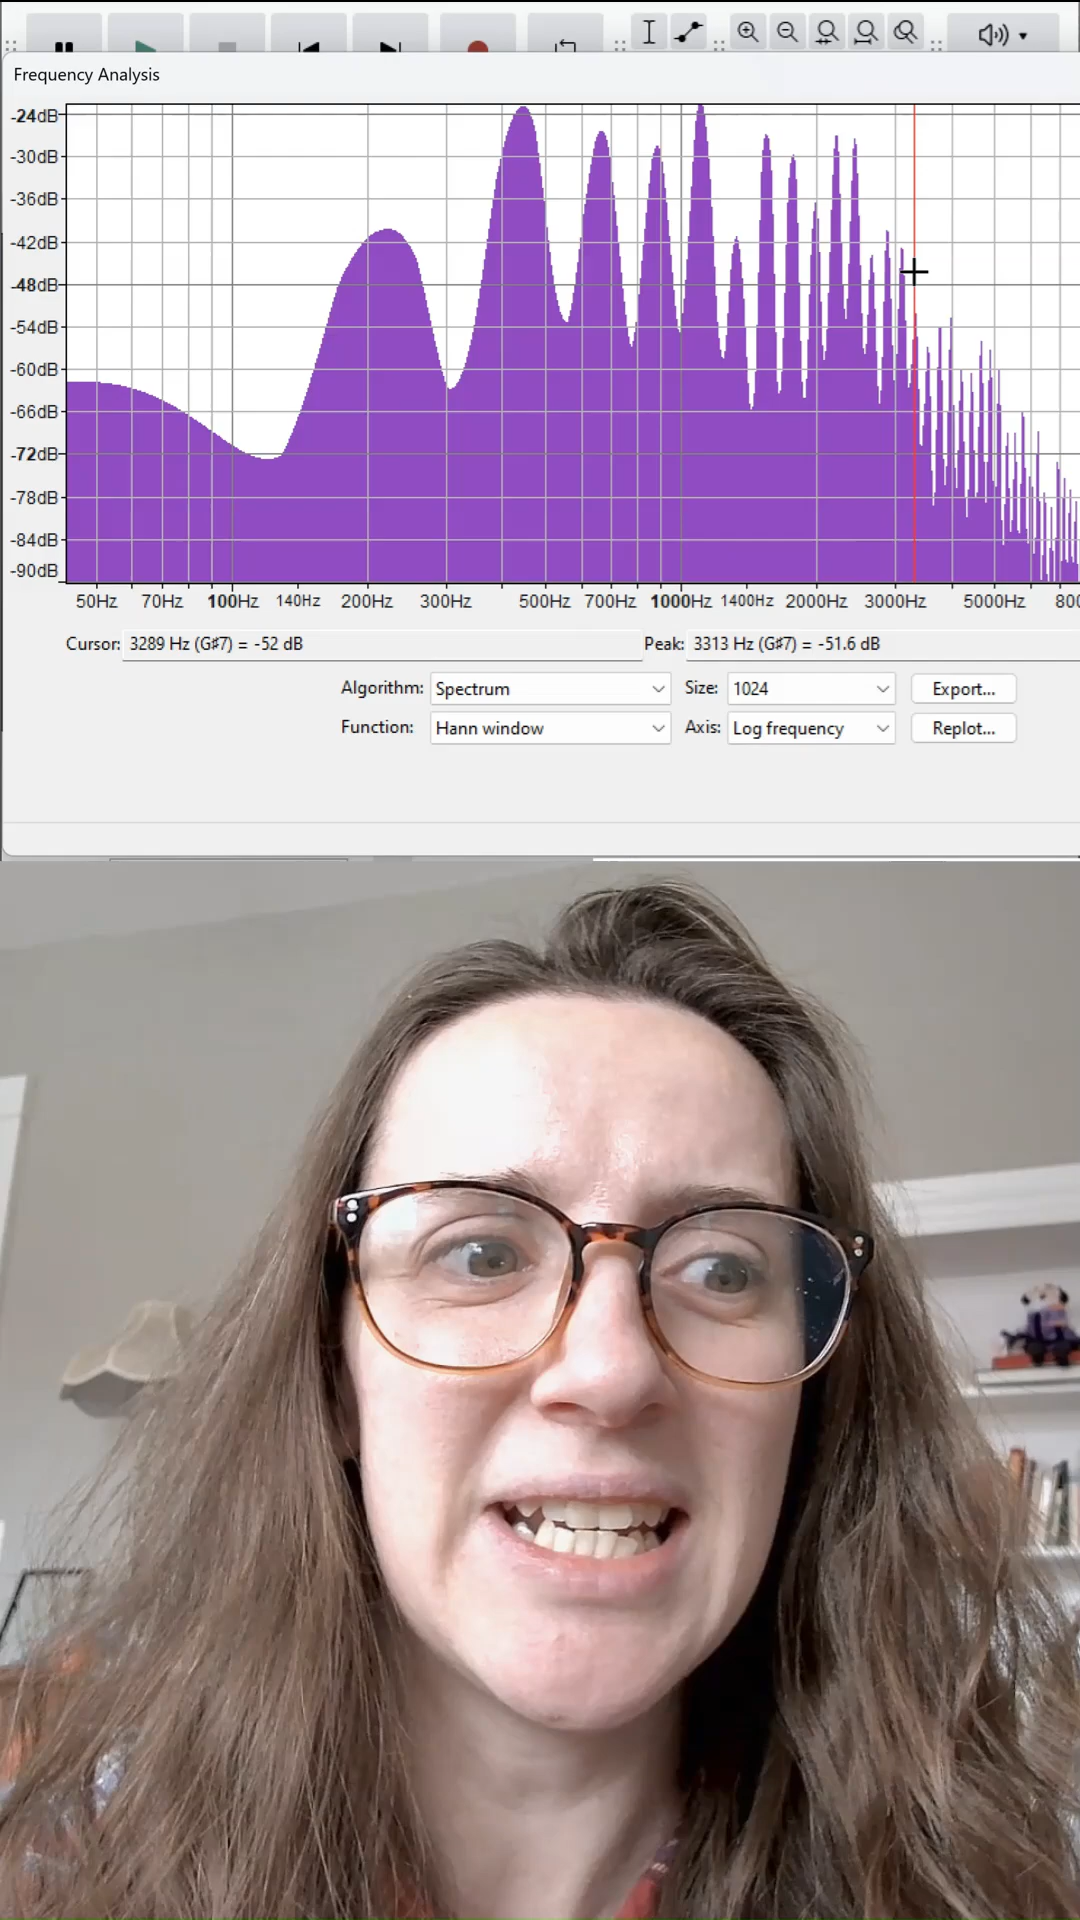 Frequency Analysis
-24dB
-30dB
-36dB
-42dB
-48dB
-54dB
-60dB
-66dB
-72dB
-78dB
-84dB
-90dB
50Hz 70Hz 100Hz 140Hz 200Hz 300Hz 500Hz 700Hz 1000Hz 1400Hz 2000Hz 3000Hz 5000Hz 800
Cursor: 3289 Hz (G♯7) = -52 dB Peak: 3313 Hz (G♯7) = -51.6 dB
Algorithm: Spectrum Size: 1024 Export...
Function: Hann window Axis: Log frequency Replot...